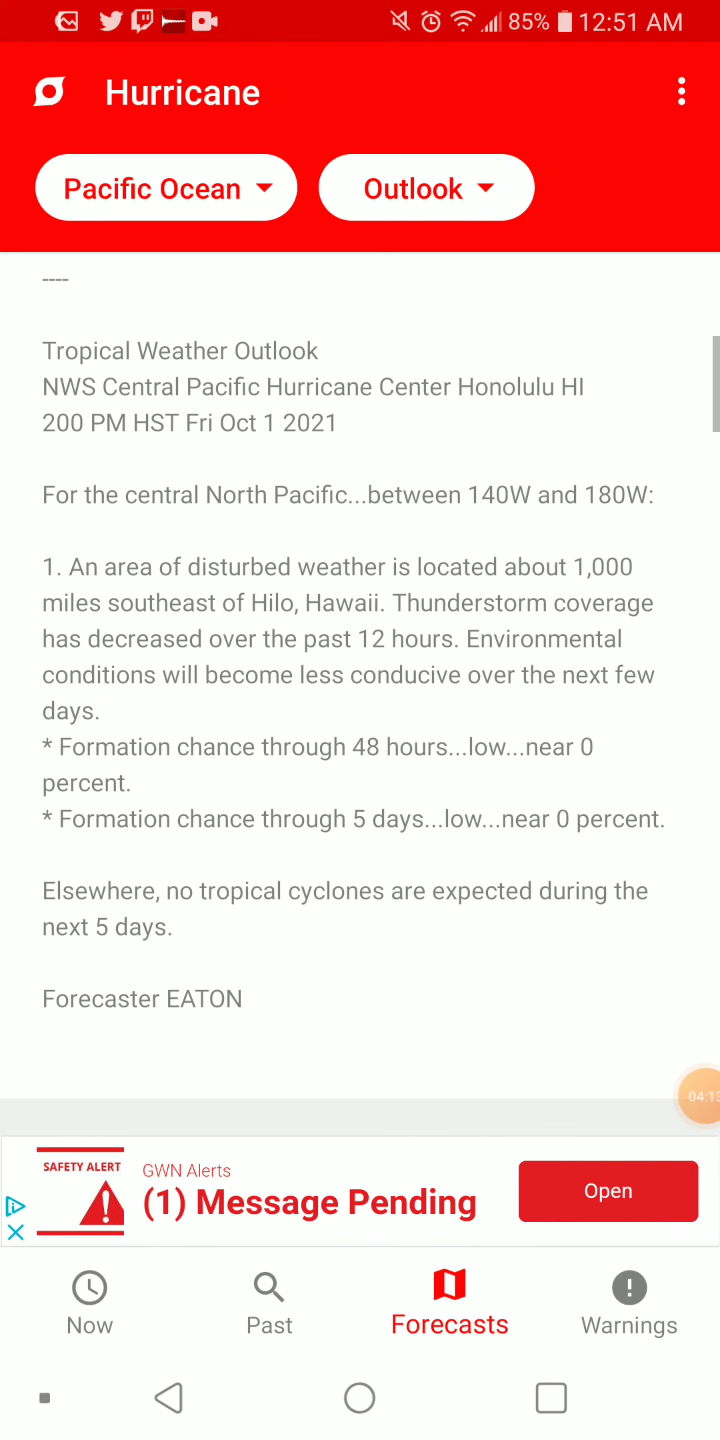 85% 12:51 AM
Hurricane
Pacific Ocean Outlook
----
Tropical Weather Outlook
NWS Central Pacific Hurricane Center Honolulu HI
200 PM HST Fri Oct 1 2021
For the central North Pacific...between 140W and 180W:
1. An area of disturbed weather is located about 1,000
miles southeast of Hilo, Hawaii. Thunderstorm coverage
has decreased over the past 12 hours. Environmental
conditions will become less conducive over the next few
days.
* Formation chance through 48 hours...low...near 0
percent.
* Formation chance through 5 days...low...near 0 percent.
Elsewhere, no tropical cyclones are expected during the
next 5 days.
Forecaster EATON
04:13
SAFETY ALERT
GWN Alerts
(1) Message Pending
Open
Now Past Forecasts Warnings